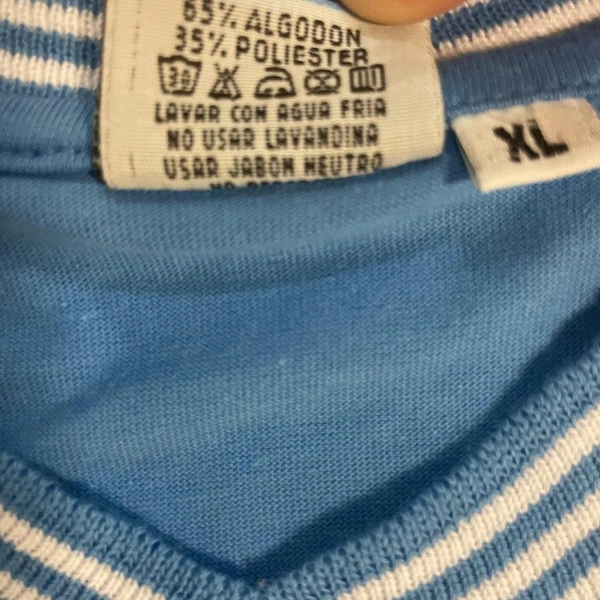 65% ALGODON
35% POLIESTER
30
LAVAR CON AGUA FRIA
NO USAR LAVANDINA
USAR JABON NEUTRO
XL